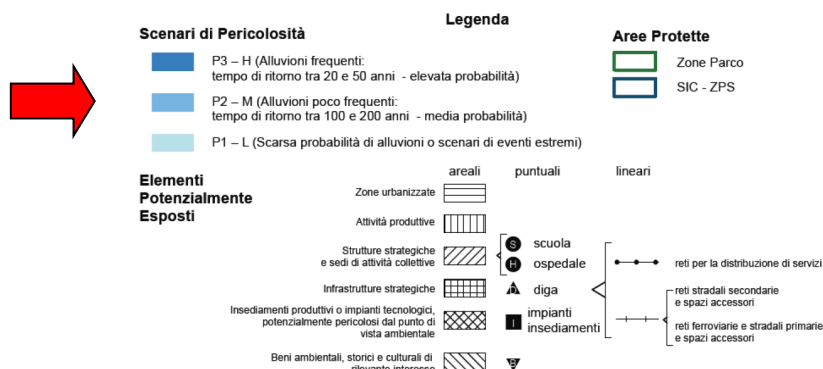 Legenda
Scenari di Pericolosità
P3 – H (Alluvioni frequenti:
tempo di ritorno tra 20 e 50 anni - elevata probabilità)
P2 – M (Alluvioni poco frequenti:
tempo di ritorno tra 100 e 200 anni - media probabilità)
P1 – L (Scarsa probabilità di alluvioni o scenari di eventi estremi)
Aree Protette
Zone Parco
SIC - ZPS
Elementi
Potenzialmente
Esposti
areali
puntuali
lineari
Zone urbanizzate
Attività produttive
Strutture strategiche
e sedi di attività collettive
S scuola
H ospedale
Infrastrutture strategiche
D diga
Insediamenti produttivi o impianti tecnologici,
potenzialmente pericolosi dal punto di
vista ambientale
I impianti
insediamenti
Beni ambientali, storici e culturali di
rilevante interesse
B
reti per la distribuzione di servizi
reti stradali secondarie
e spazi accessori
reti ferroviarie e stradali primarie
e spazi accessori